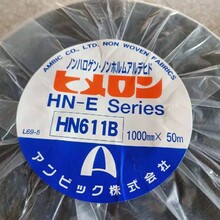 AMBIC CO., LTD. NON WOVEN FABRICS
ノンハロゲン・ノンホルムアルデヒド
ヒメロン
HN-E Series
L69-5
HN611B
1000mm× 50m
アンビック株式会社